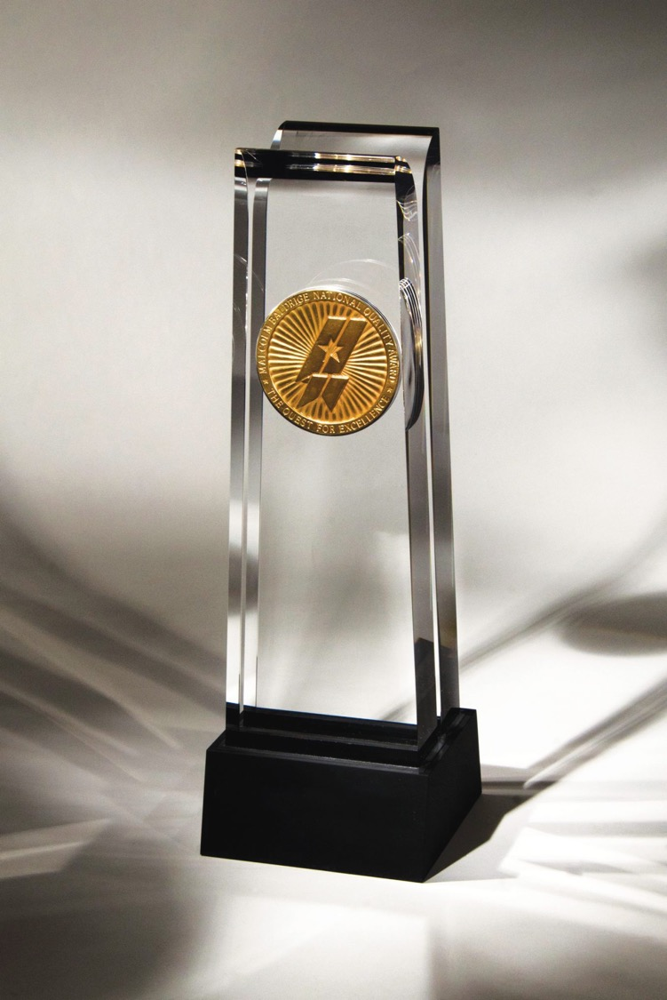 MALCOLM BALDRIGE NATIONAL QUALITY AWARD
THE QUEST FOR EXCELLENCE